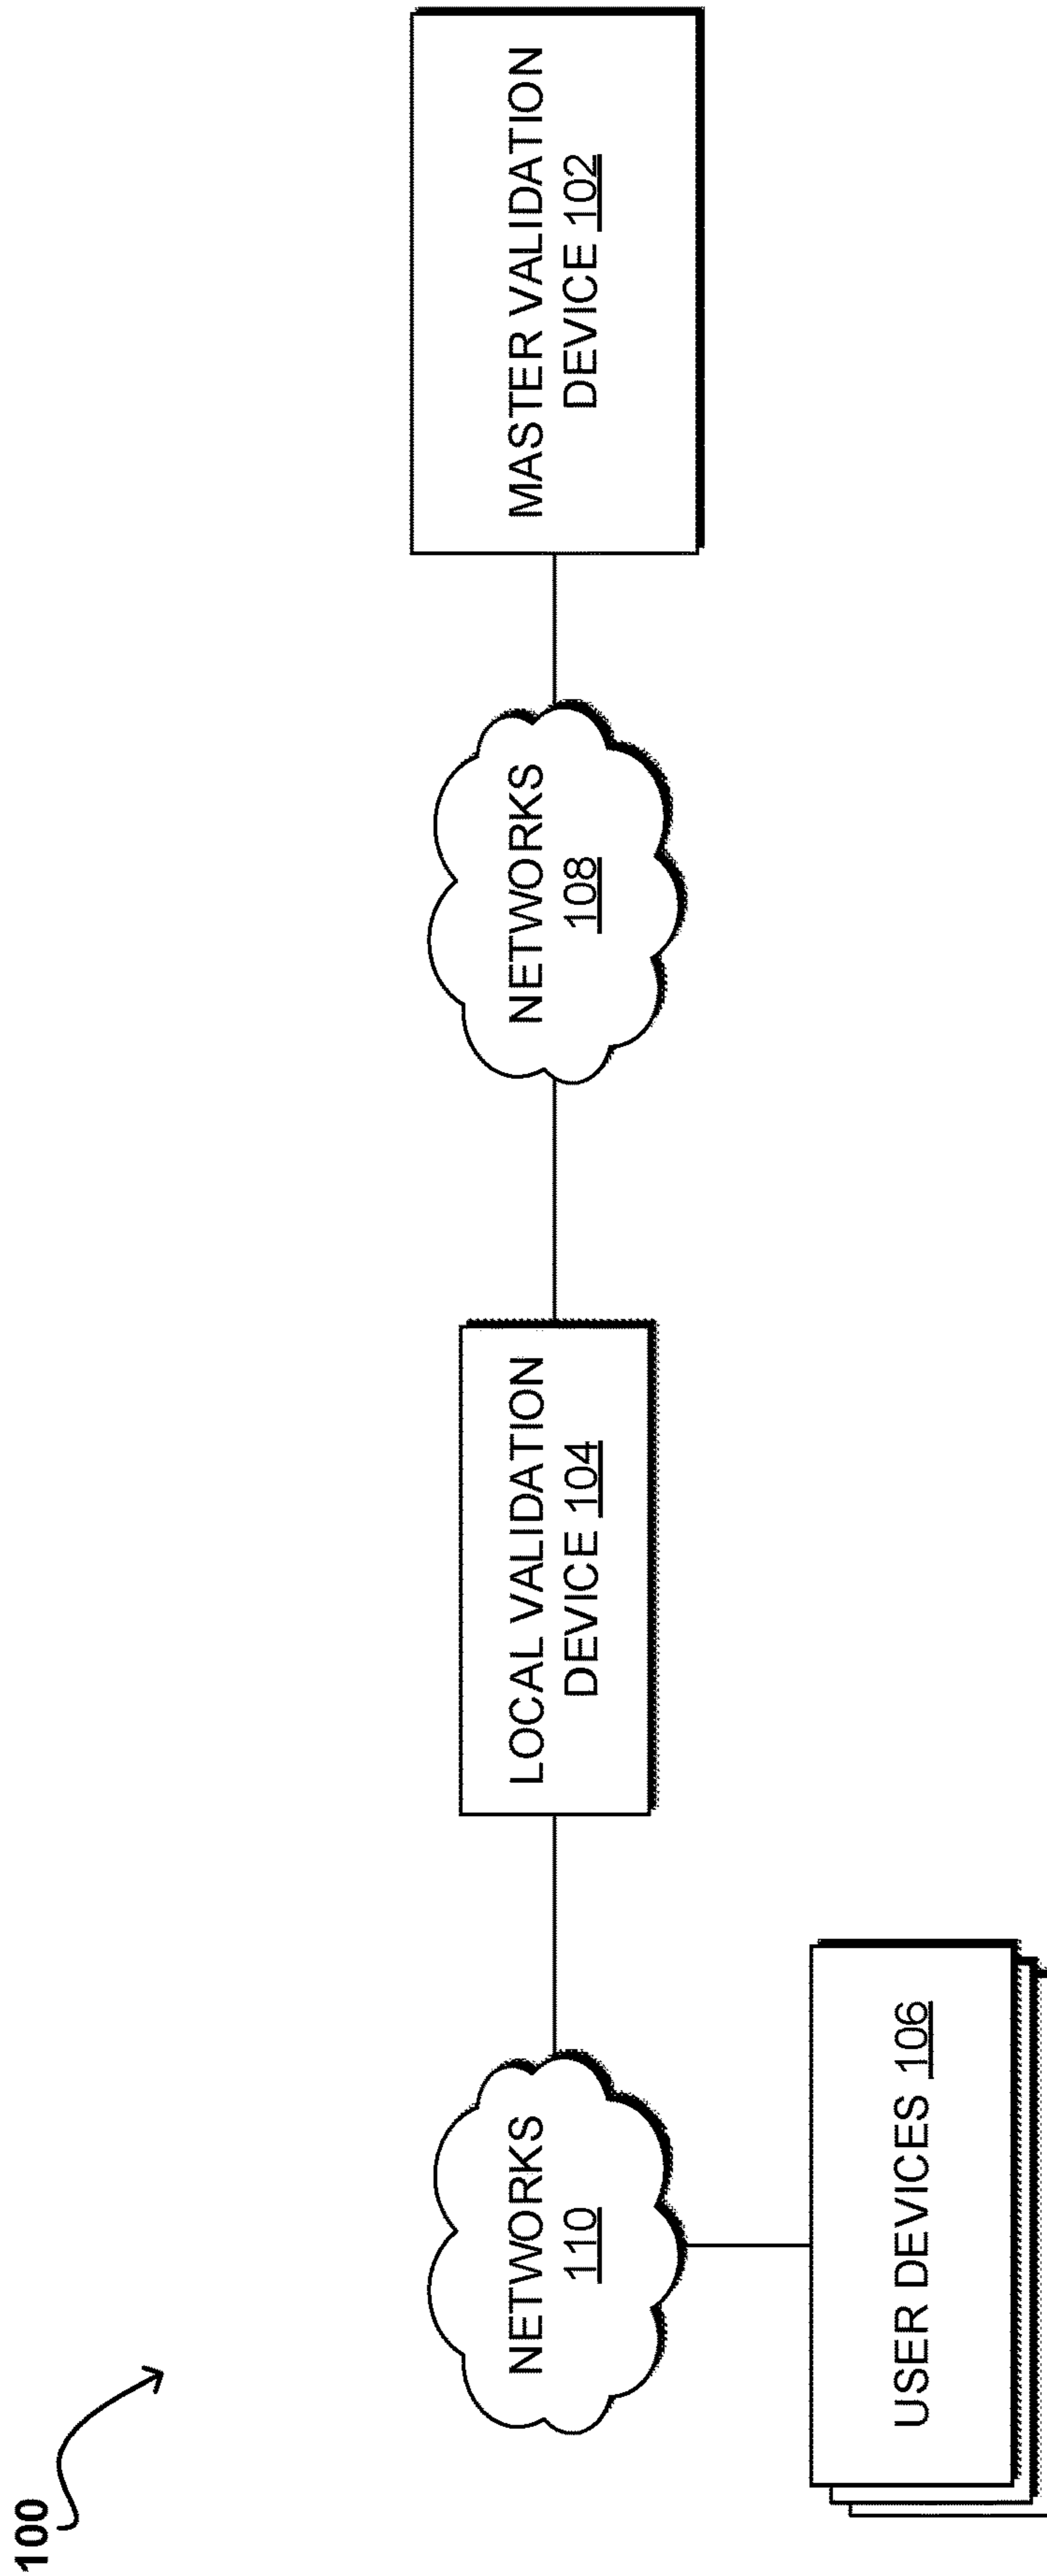 100
NETWORKS
110
LOCAL VALIDATION
DEVICE 104
NETWORKS
108
MASTER VALIDATION
DEVICE 102
USER DEVICES 106